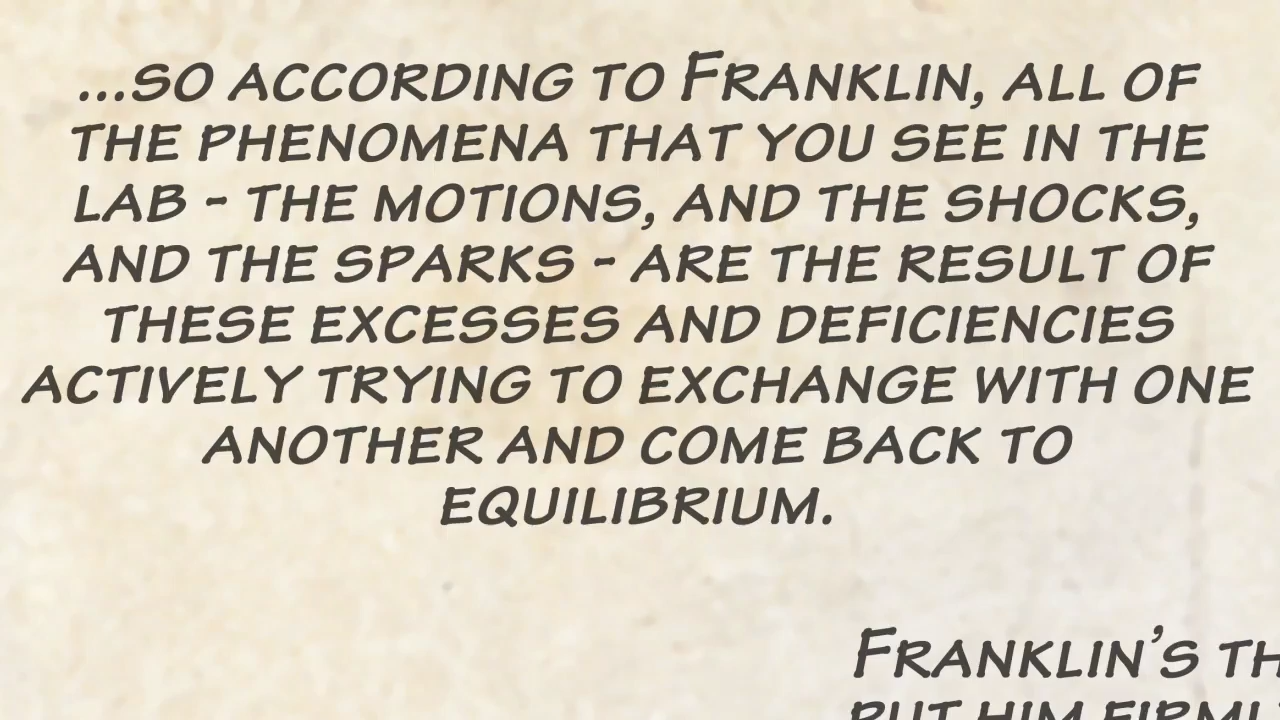 ...so according to Franklin, all of
the phenomena that you see in the
lab - the motions, and the shocks,
and the sparks - are the result of
these excesses and deficiencies
actively trying to exchange with one
another and come back to
equilibrium.
Franklin's
put him